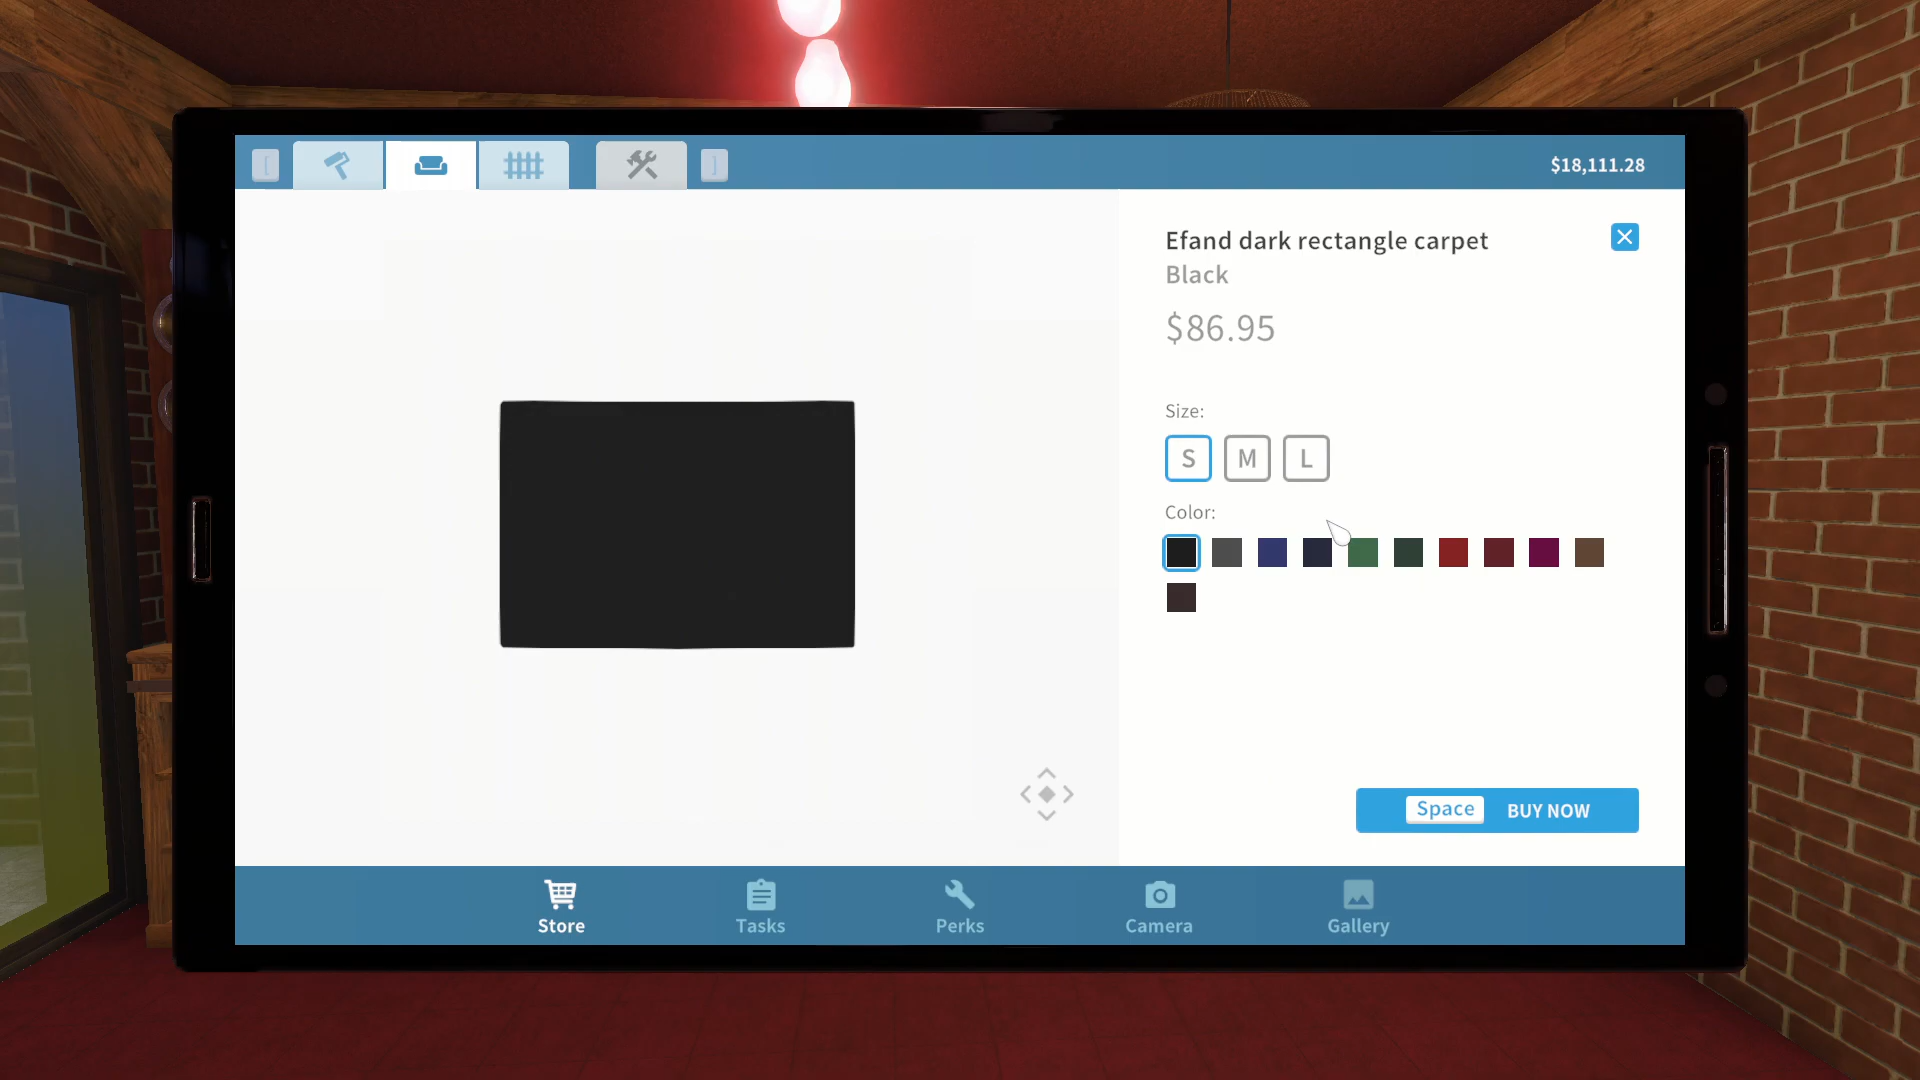 [
]
$18,111.28
Efand dark rectangle carpet
Black
$86.95
Size:
S M L
Color:
Space BUY NOW
Store Tasks Perks Camera Gallery